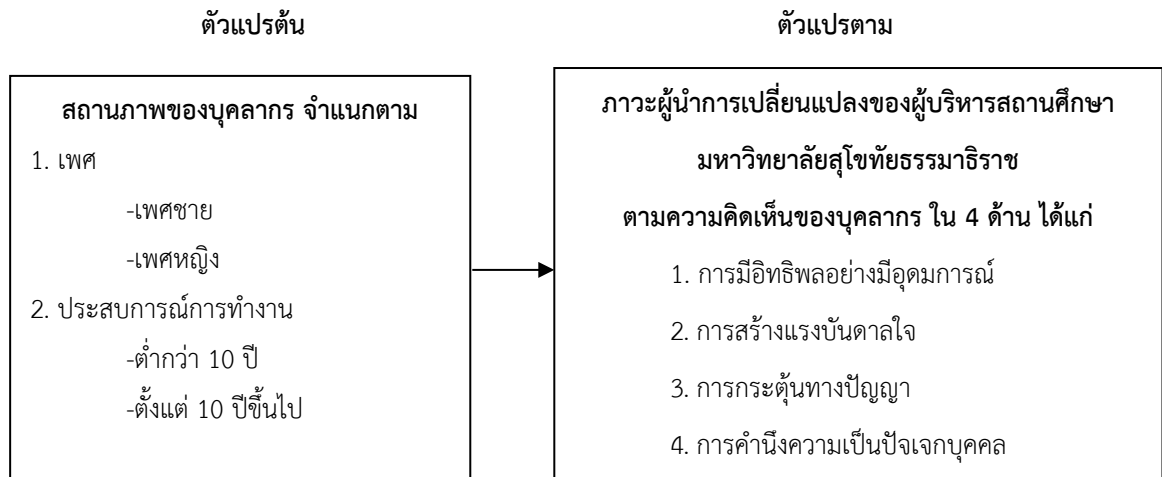 ตัวแปรต้น
ตัวแปรตาม
สถานภาพของบุคลากร จำแนกตาม
1. เพศ
-เพศชาย
-เพศหญิง
2. ประสบการณ์การทำงาน
-ต่ำกว่า 10 ปี
-ตั้งแต่ 10 ปีขึ้นไป
ภาวะผู้นำการเปลี่ยนแปลงของผู้บริหารสถานศึกษา
มหาวิทยาลัยสุโขทัยธรรมาธิราช
ตามความคิดเห็นของบุคลากร ใน 4 ด้าน ได้แก่
1. การมีอิทธิพลอย่างมีอุดมการณ์
2. การสร้างแรงบันดาลใจ
3. การกระตุ้นทางปัญญา
4. การคำนึงความเป็นปัจเจกบุคคล